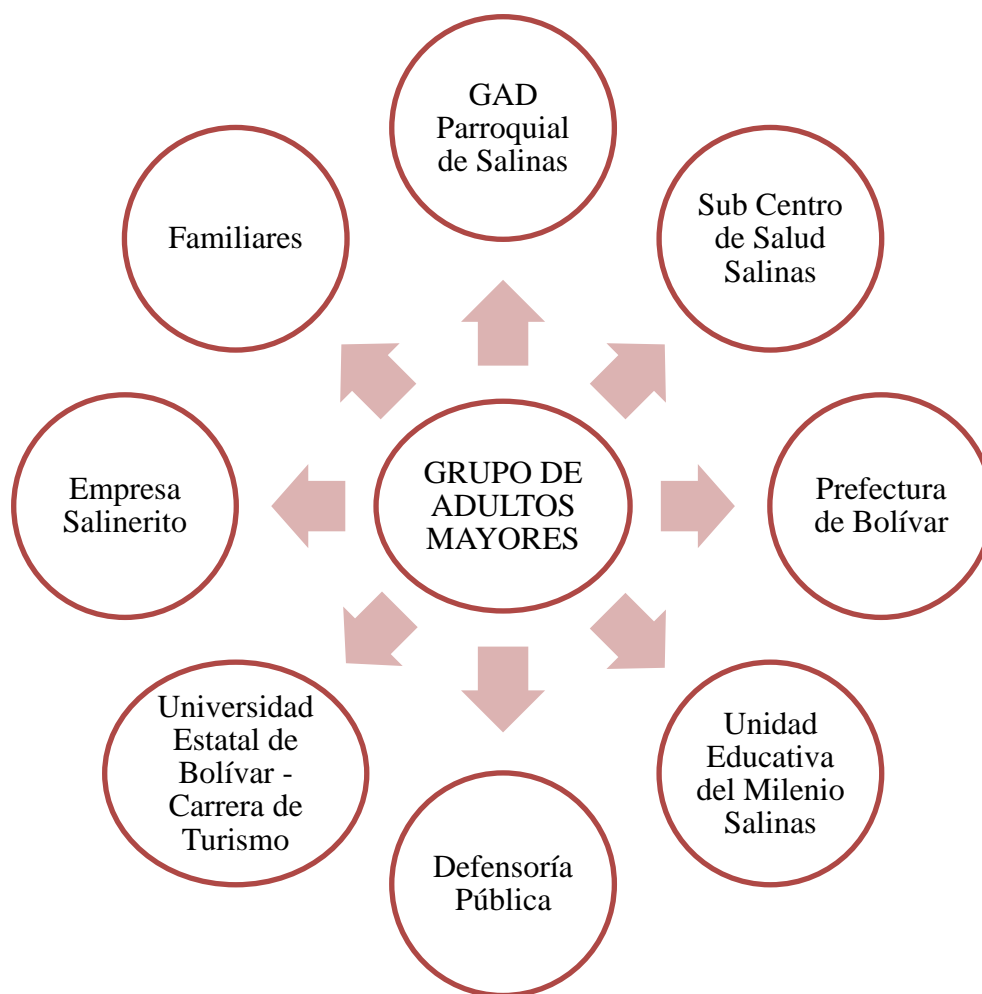 GAD
Parroquial
de Salinas
Sub Centro
de Salud
Salinas
Prefectura
de Bolívar
Unidad
Educativa
del Milenio
Salinas
Defensoría
Pública
Universidad
Estatal de
Bolívar -
Carrera de
Turismo
Empresa
Salinerito
Familiares
GRUPO DE
ADULTOS
MAYORES